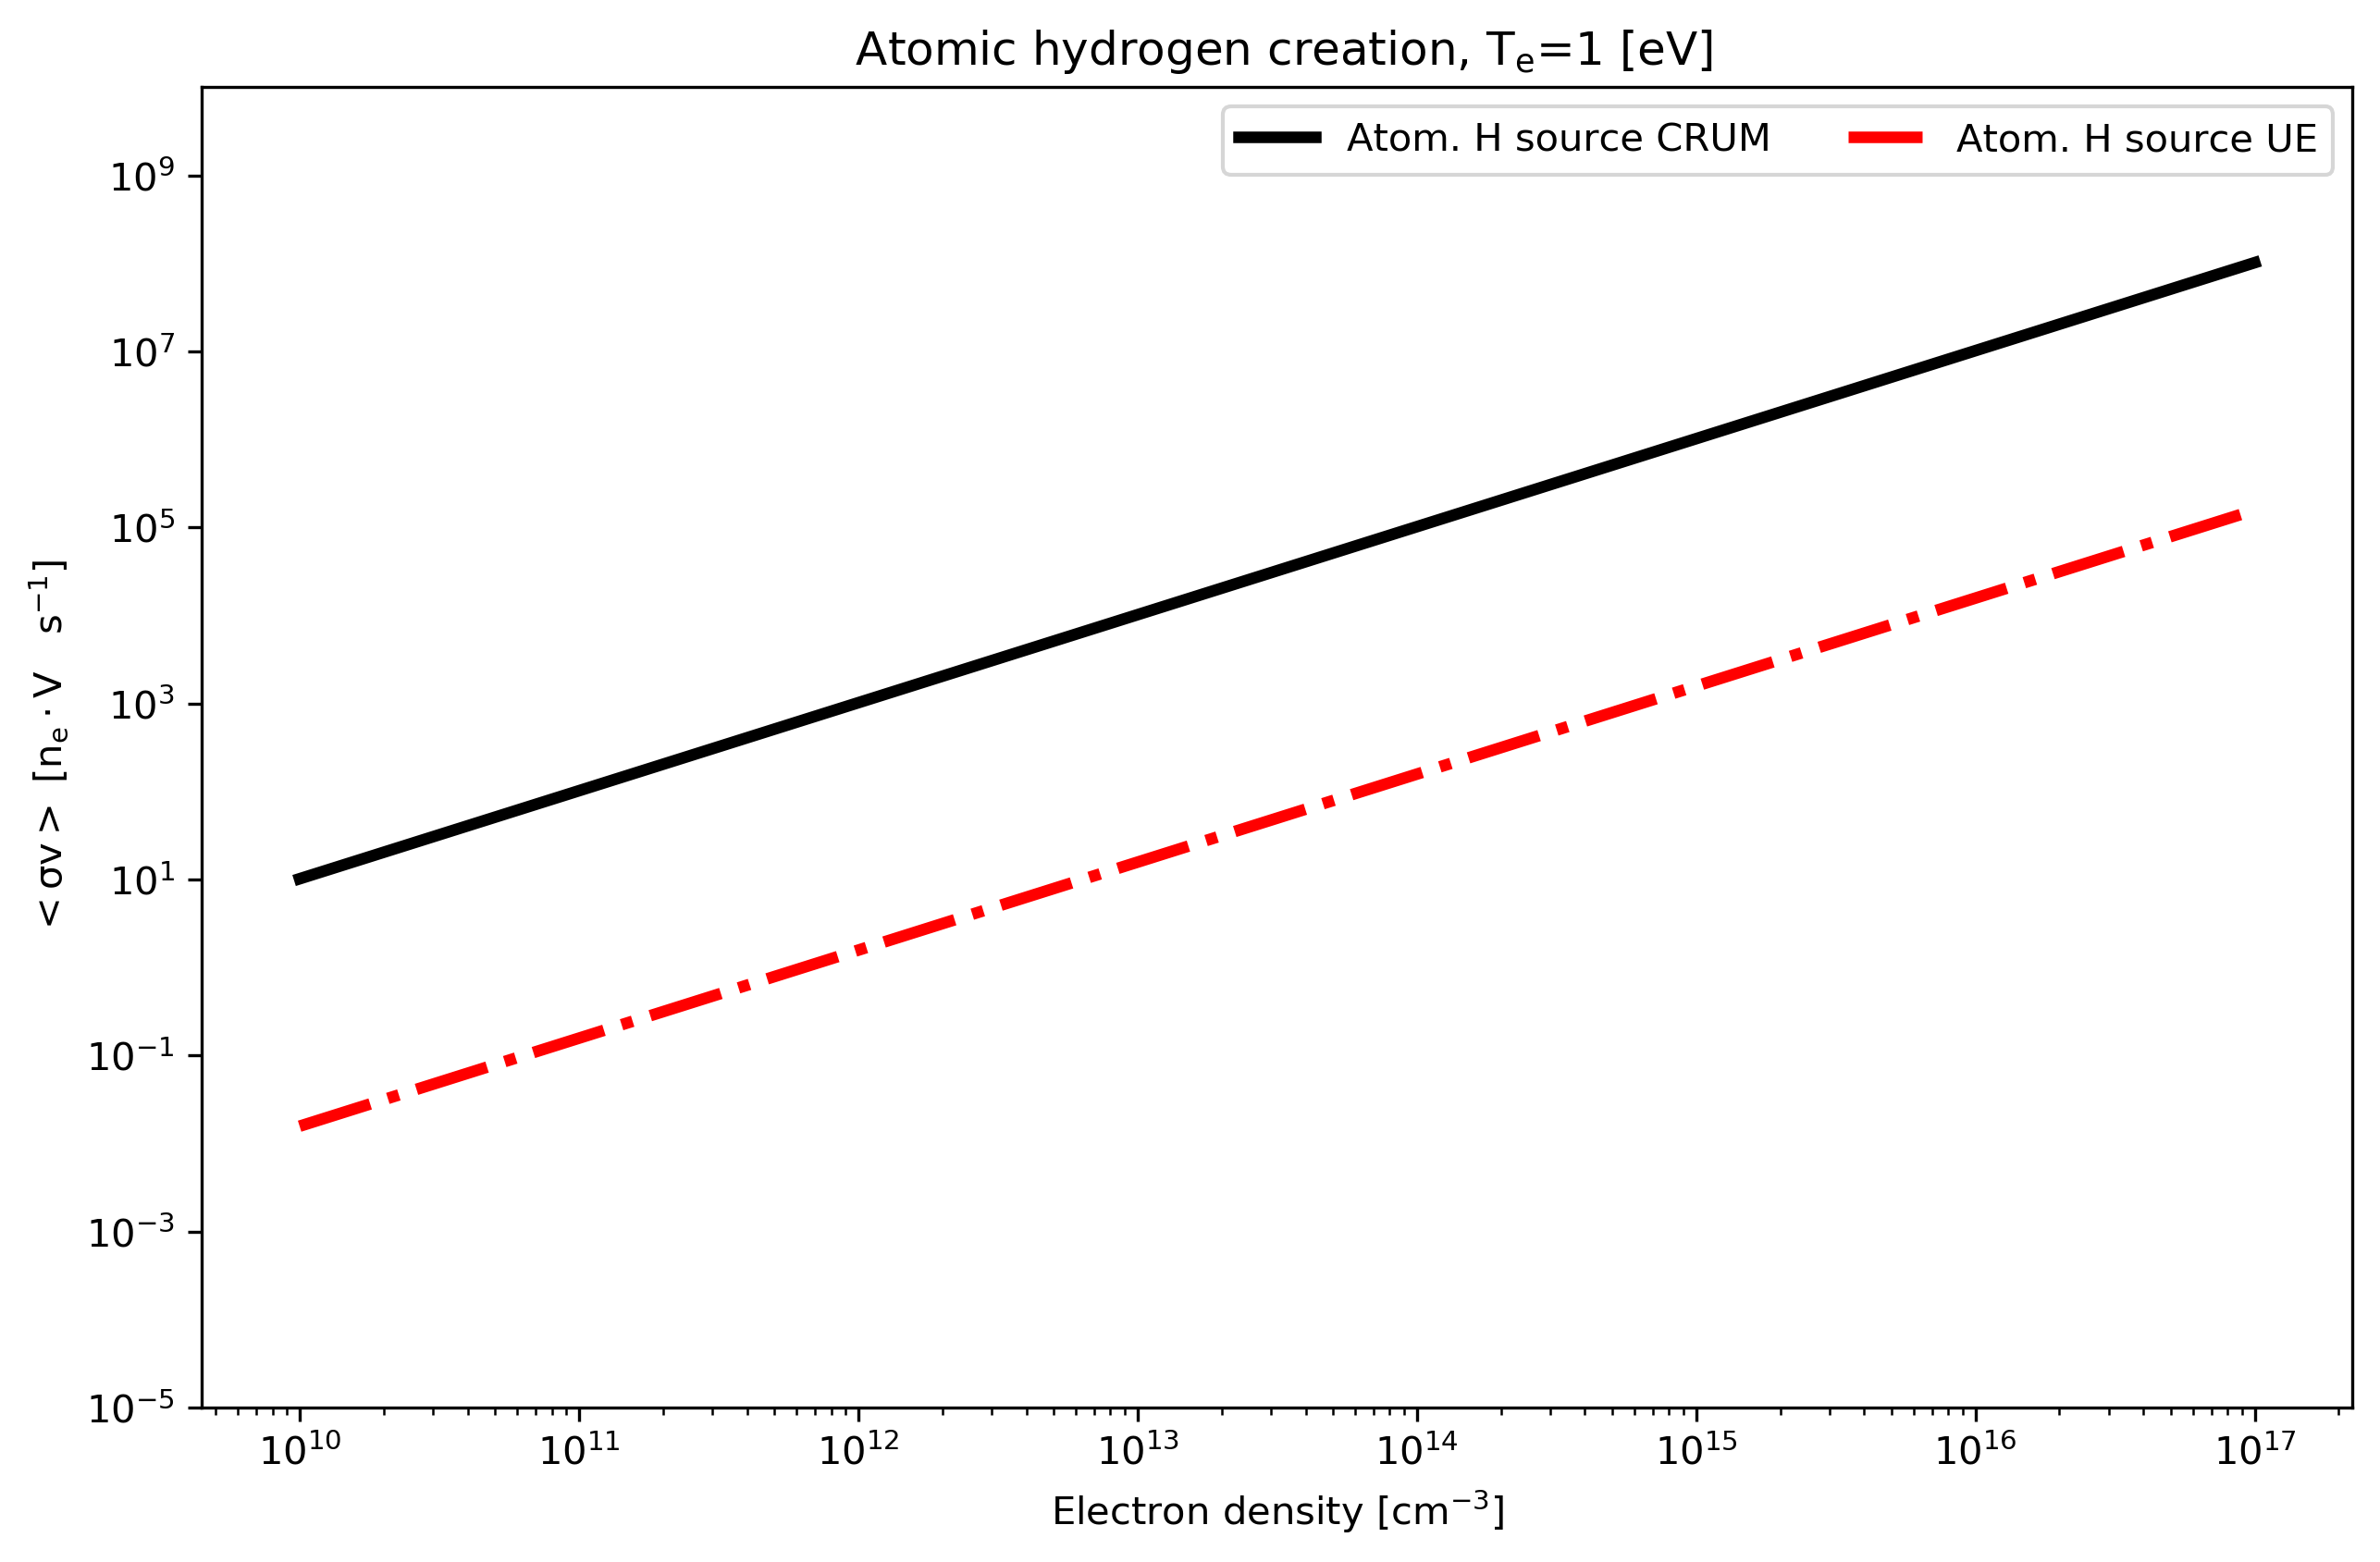 Atomic hydrogen creation, Tₑ=1 [eV]
Atom. H source CRUM
Atom. H source UE
10⁹
10⁷
10⁵
10³
10¹
10⁻¹
10⁻³
10⁻⁵
<σv> [nₑ·V s⁻¹]
10¹⁰ 10¹¹ 10¹² 10¹³ 10¹⁴ 10¹⁵ 10¹⁶ 10¹⁷
Electron density [cm⁻³]